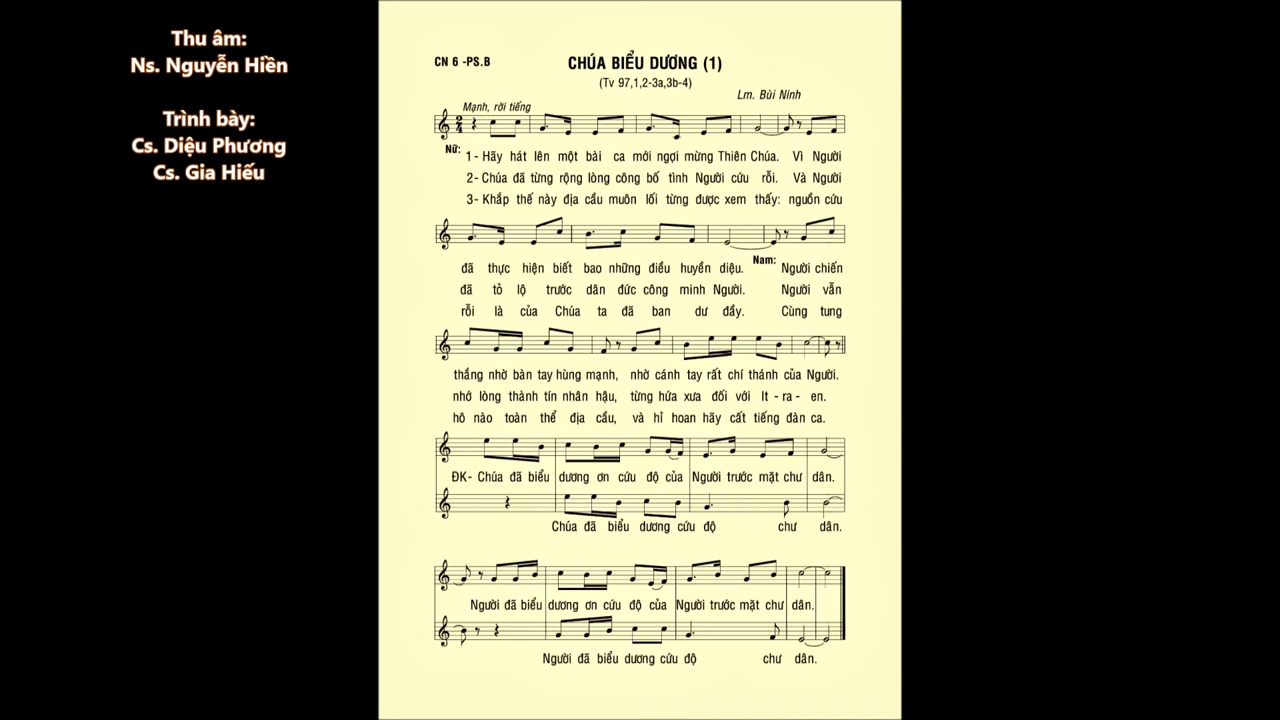 Thu âm:
Ns. Nguyễn Hiền
Trình bày:
Cs. Diệu Phương
Cs. Gia Hiếu
CN 6 -PS.B
CHÚA BIỂU DƯƠNG (1)
(Tv 97,1,2-3a,3b-4)
Lm. Bùi Ninh
Mạnh, rời tiếng
Nữ:
1- Hãy hát lên một bài ca mới ngợi mừng Thiên Chúa. Vì Người
2- Chúa đã từng rộng lòng công bố tình Người cứu rỗi. Và Người
3- Khắp thế này địa cầu muôn lối từng được xem thấy: nguồn cứu
đã thực hiện biết bao những điều huyền diệu. Nam: Người chiến
đã tỏ lộ trước dân đức công minh Người. Người vẫn
rỗi là của Chúa ta đã ban dư đầy. Cùng tung
thắng nhờ bàn tay hùng mạnh, nhờ cánh tay rất chí thánh của Người.
nhớ lòng thành tín nhân hậu, từng hứa xưa đối với It - ra - en.
hô nào toàn thể địa cầu, và hỉ hoan hãy cất tiếng đàn ca.
ĐK- Chúa đã biểu dương ơn cứu độ của Người trước mặt chư dân.
Chúa đã biểu dương cứu độ chư dân.
Người đã biểu dương ơn cứu độ của Người trước mặt chư dân.
Người đã biểu dương cứu độ chư dân.